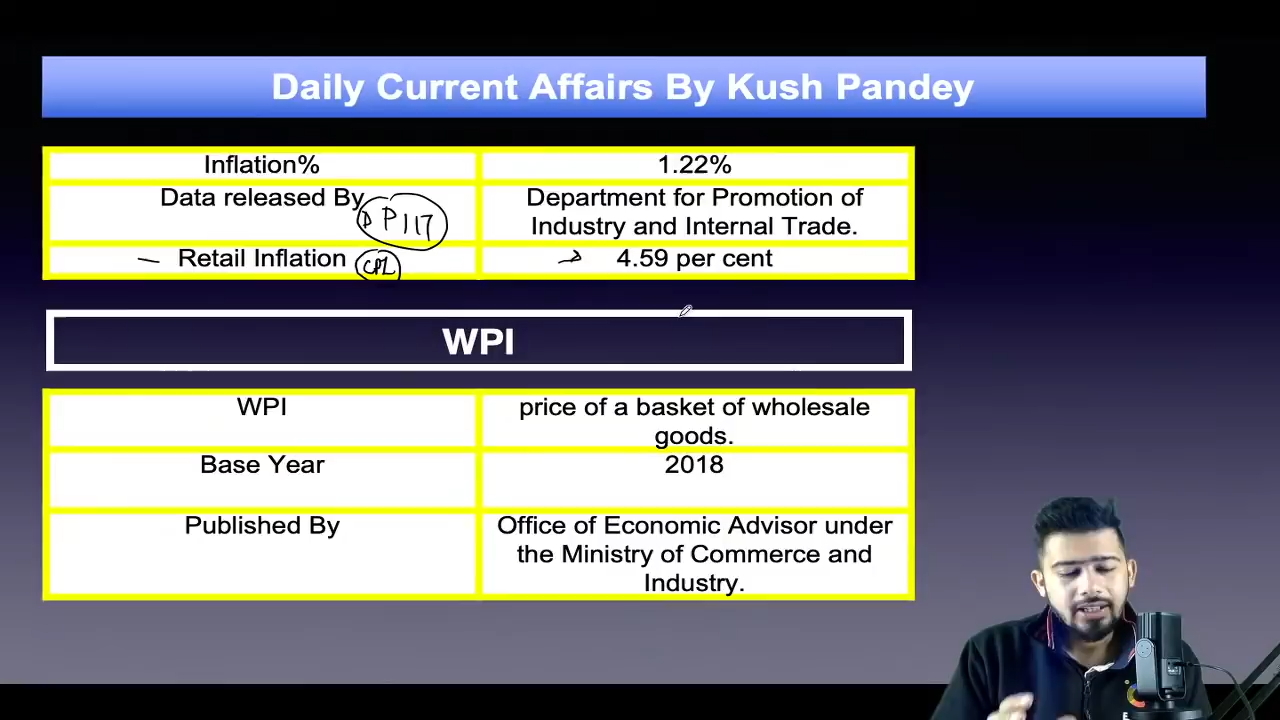 Daily Current Affairs By Kush Pandey
Inflation% 1.22%
Data released By Department for Promotion of
DPIIT Industry and Internal Trade.
Retail Inflation CPI → 4.59 per cent
WPI
WPI price of a basket of wholesale
goods.
Base Year 2018
Published By Office of Economic Advisor under
the Ministry of Commerce and
Industry.